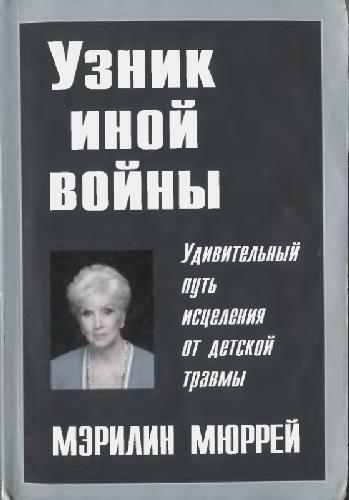 Узник
иной
войны
Удивительный
путь
исцеления
от детской
травмы
МЭРИЛИН МЮРРЕЙ